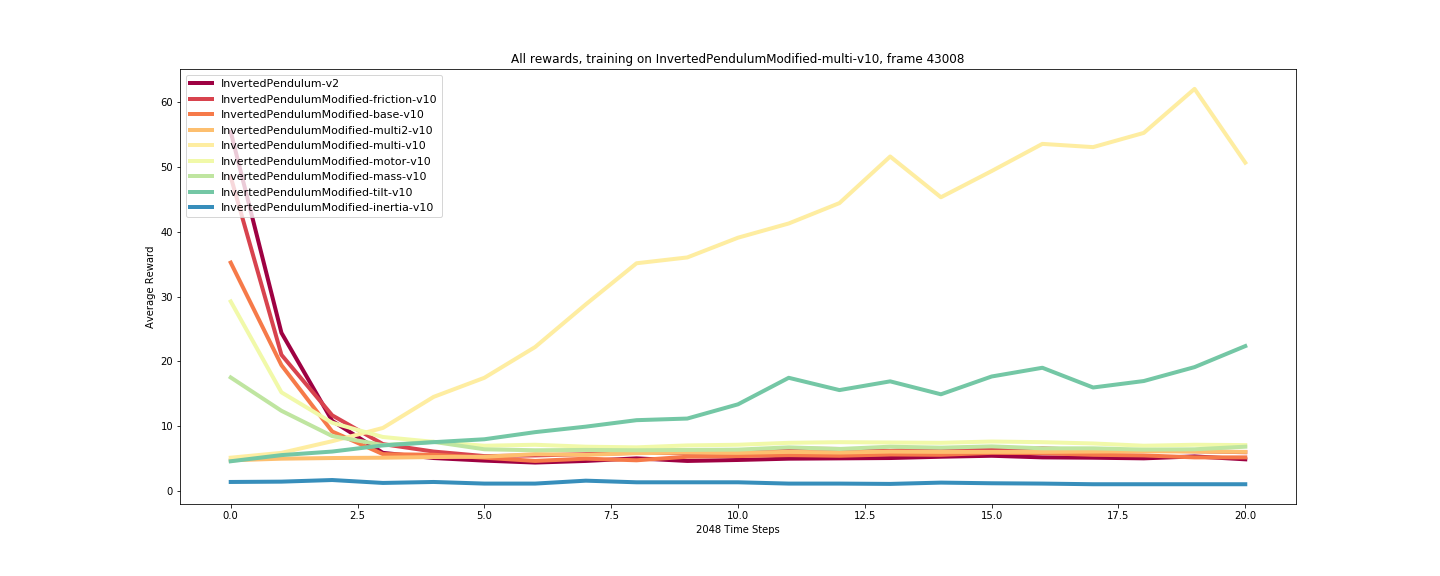 All rewards, training on InvertedPendulumModified-multi-v10, frame 43008
InvertedPendulum-v2
InvertedPendulumModified-friction-v10
InvertedPendulumModified-base-v10
InvertedPendulumModified-multi2-v10
InvertedPendulumModified-multi-v10
InvertedPendulumModified-motor-v10
InvertedPendulumModified-mass-v10
InvertedPendulumModified-tilt-v10
InvertedPendulumModified-inertia-v10
60
50
40
30
20
10
0
Average Reward
0.0 2.5 5.0 7.5 10.0 12.5 15.0 17.5 20.0
2048 Time Steps